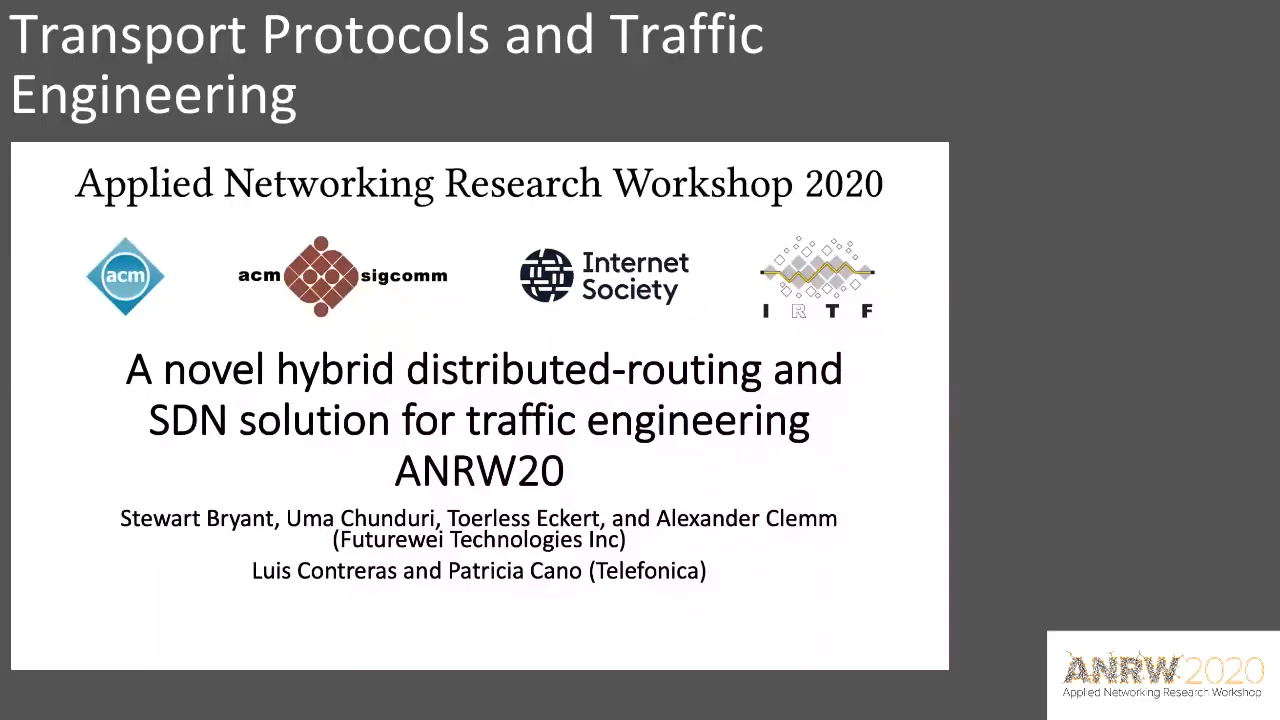 Transport Protocols and Traffic
Engineering
Applied Networking Research Workshop 2020
acm
acm sigcomm
Internet
Society
I R T F
A novel hybrid distributed-routing and
SDN solution for traffic engineering
ANRW20
Stewart Bryant, Uma Chunduri, Toerless Eckert, and Alexander Clemm
(Futurewei Technologies Inc)
Luis Contreras and Patricia Cano (Telefonica)
ANRW2020
Applied Networking Research Workshop